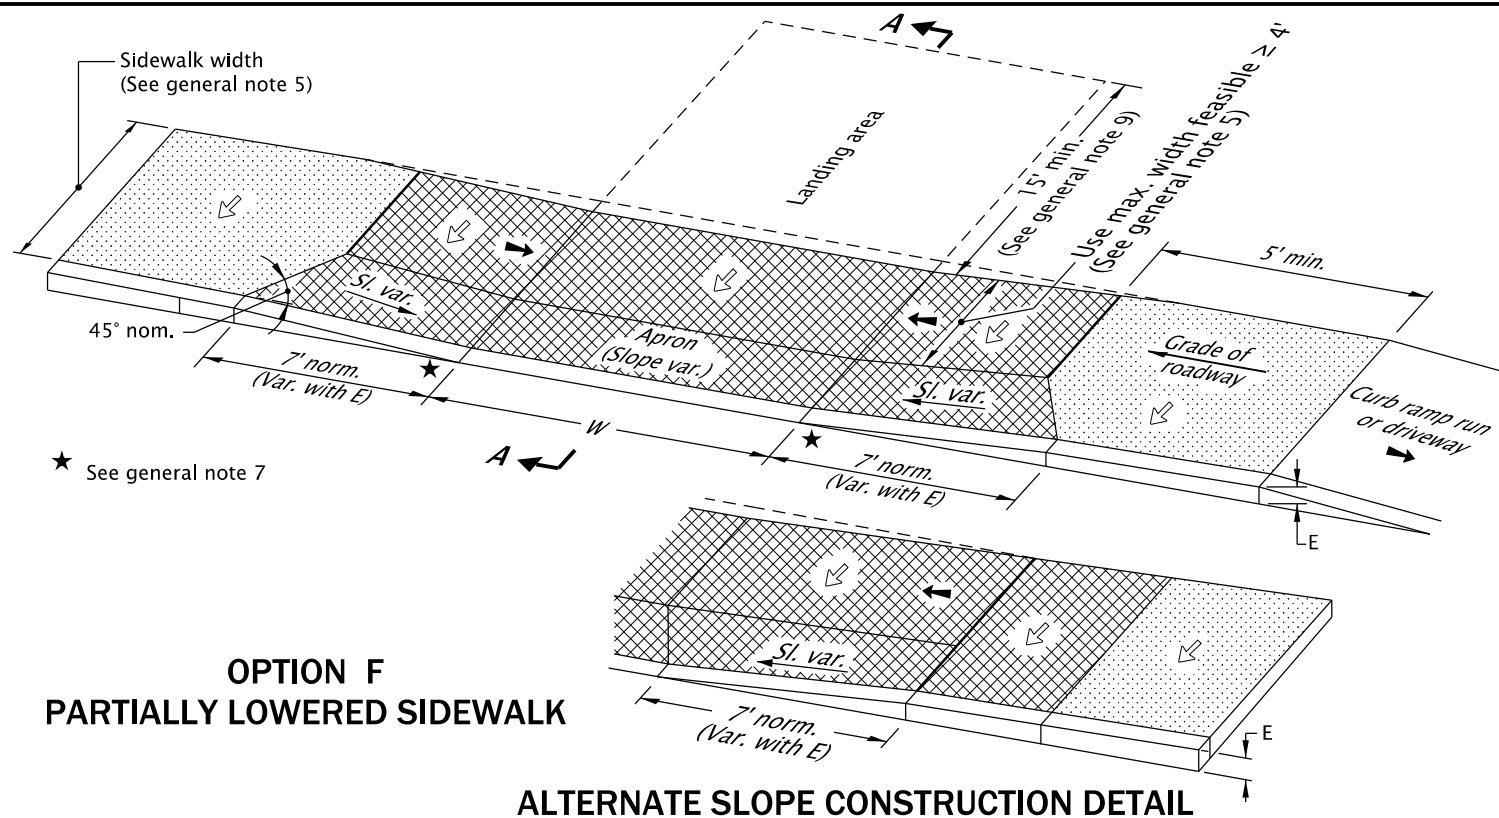 A
Sidewalk width
(See general note 5)
Landing area
15' min.
(See general note 9)
Use max. width feasible ≥ 4'
(See general note 5)
5' min.
Sl. var.
45° nom.
Apron
(Slope var.)
Grade of
roadway
Sl. var.
Curb ramp run
or driveway
7' norm.
(Var. with E)
★
W
A
★
7' norm.
(Var. with E)
★ See general note 7
E
Sl. var.
OPTION F
PARTIALLY LOWERED SIDEWALK
7' norm.
(Var. with E)
E
ALTERNATE SLOPE CONSTRUCTION DETAIL